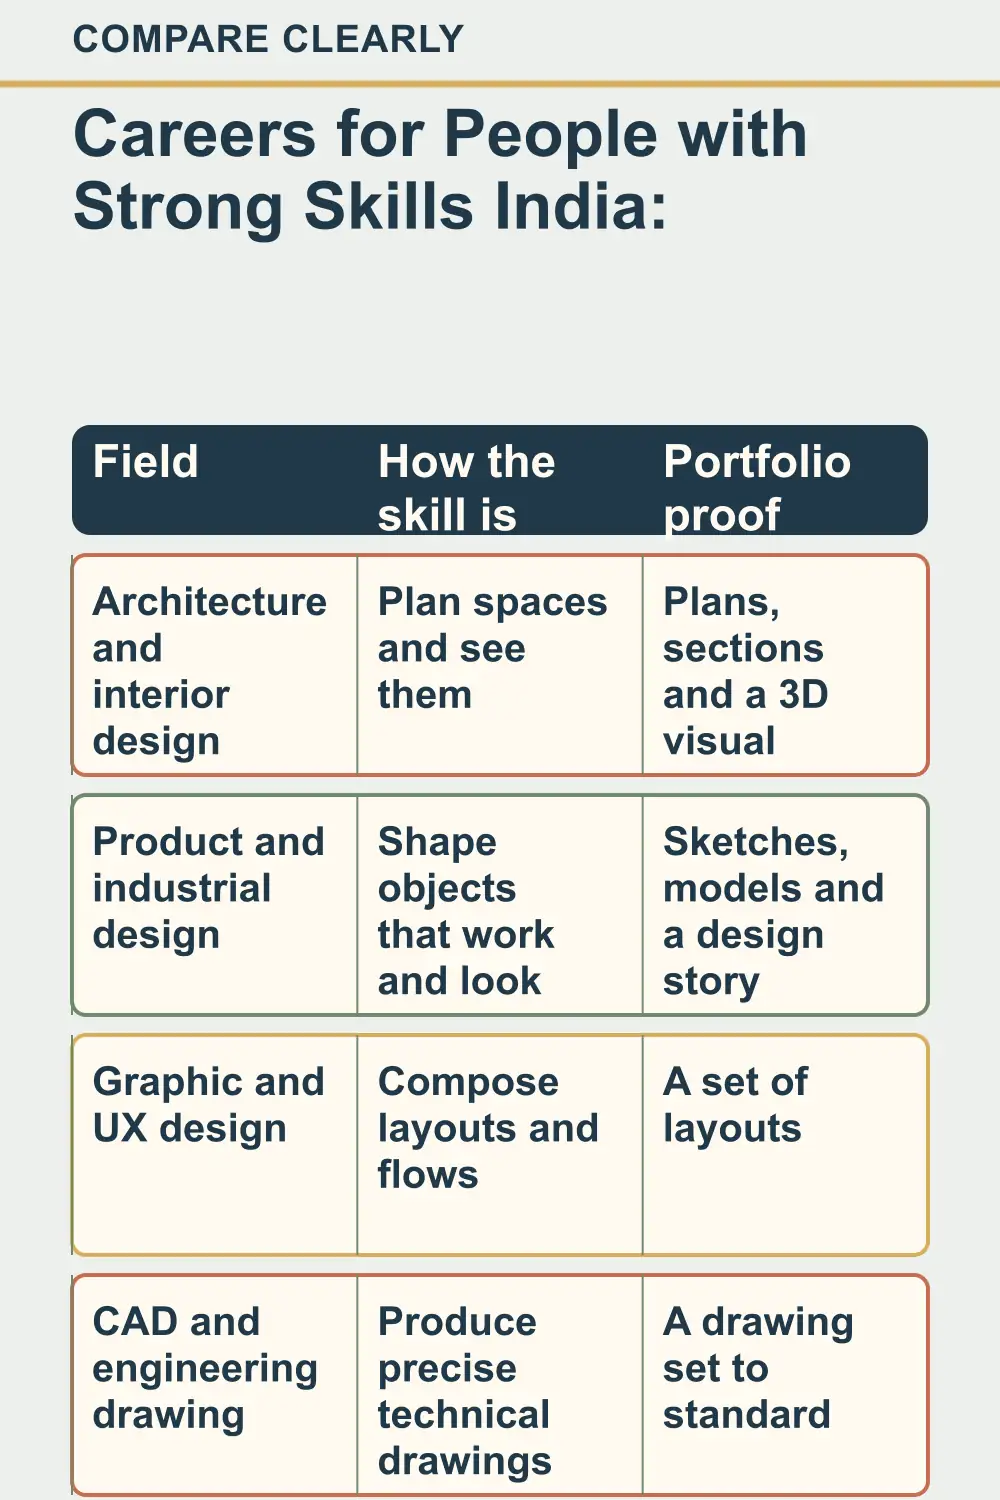 COMPARE CLEARLY
Careers for People with
Strong Skills India:
Field
How the
skill is
Portfolio
proof
Architecture
and
interior
design
Plan spaces
and see
them
Plans,
sections
and a 3D
visual
Product and
industrial
design
Shape
objects
that work
and look
Sketches,
models and
a design
story
Graphic and
UX design
Compose
layouts and
flows
A set of
layouts
CAD and
engineering
drawing
Produce
precise
technical
drawings
A drawing
set to
standard